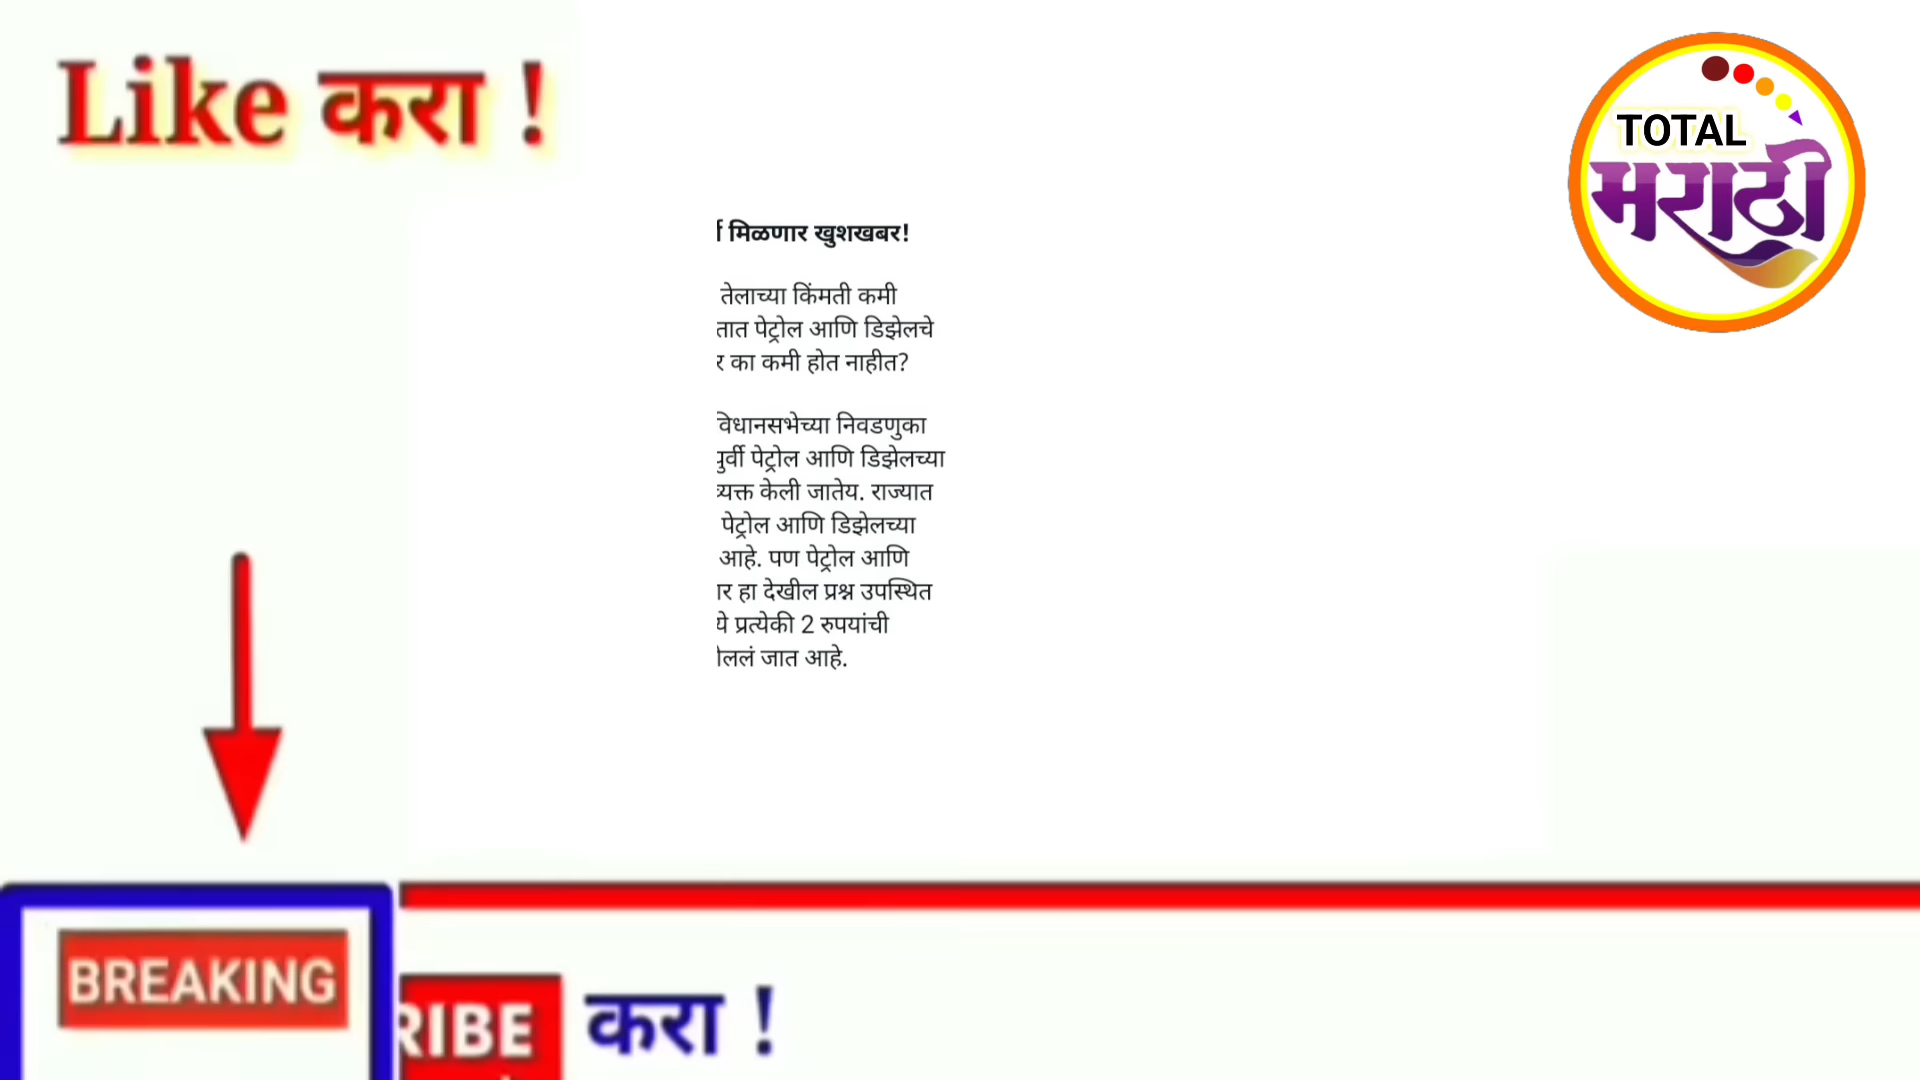 Like करा !
TOTAL
मराठी
मिळणार खुशखबर!
तेलाच्या किंमती कमी
पेट्रोल आणि डिझेलचे
का कमी होत नाहीत?
विधानसभेच्या निवडणुका
पुर्वी पेट्रोल आणि डिझेलच्या
केली जातेय. राज्यात
पेट्रोल आणि डिझेलच्या
आहे. पण पेट्रोल आणि
हा देखील प्रश्न उपस्थित
प्रत्येकी 2 रुपयांची
जात आहे.
BREAKING
RIBE करा !